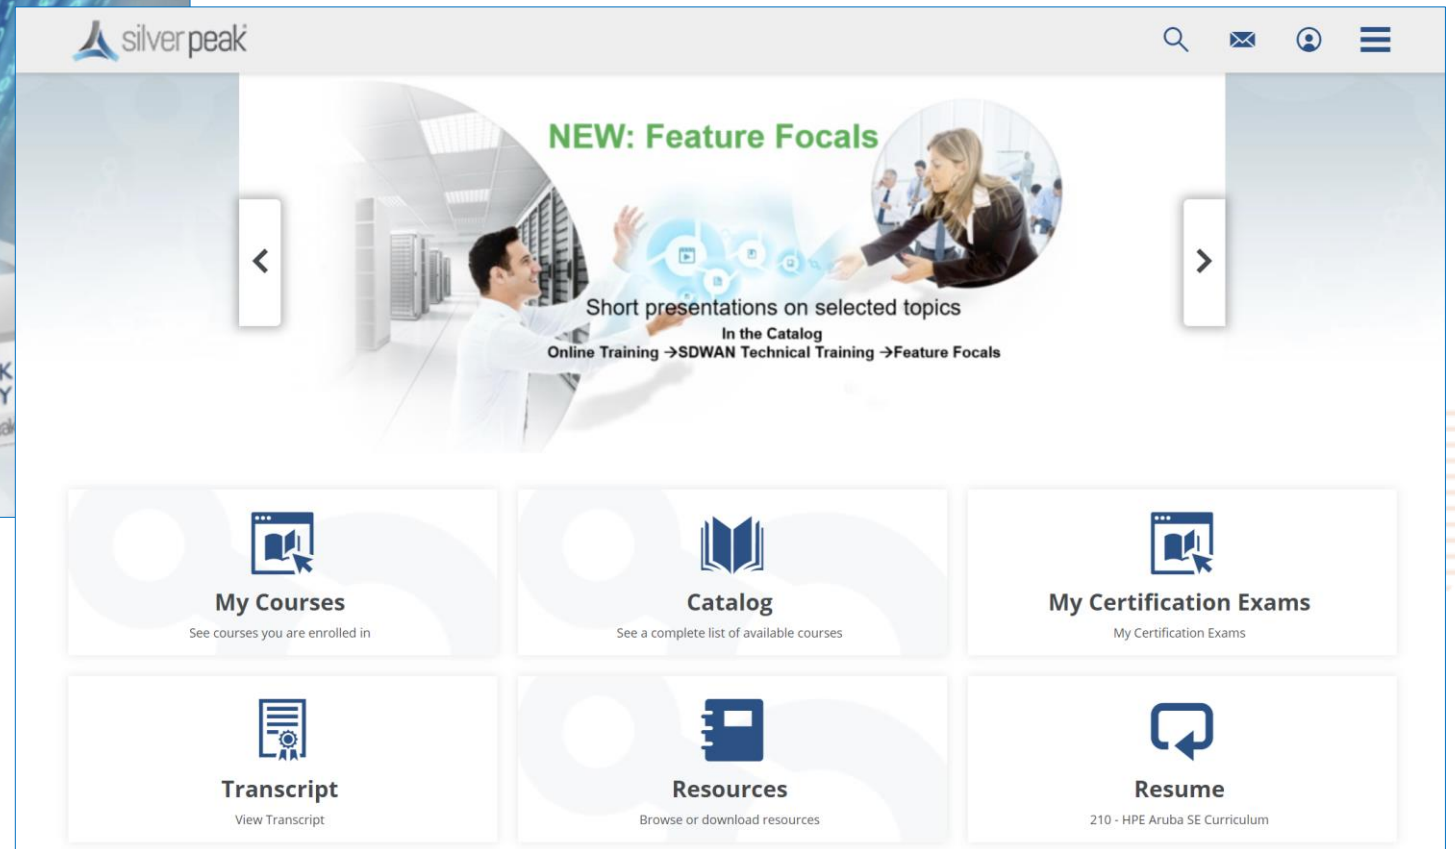 silver peak
NEW: Feature Focals
Short presentations on selected topics
In the Catalog
Online Training →SDWAN Technical Training →Feature Focals
My Courses
See courses you are enrolled in
Catalog
See a complete list of available courses
My Certification Exams
My Certification Exams
Transcript
View Transcript
Resources
Browse or download resources
Resume
210 - HPE Aruba SE Curriculum